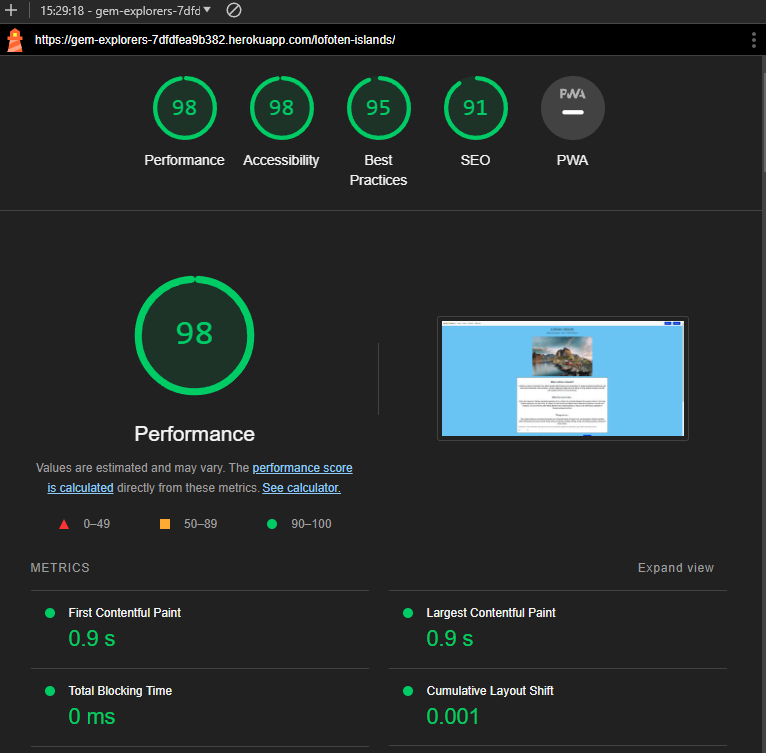 15:29:18 - gem-explorers-7dfd
https://gem-explorers-7dfdfea9b382.herokuapp.com/lofoten-islands/
98 98 95 91 PWA
Performance Accessibility Best Practices SEO PWA
98
Performance
Values are estimated and may vary. The performance score
is calculated directly from these metrics. See calculator.
0–49 50–89 90–100
METRICS Expand view
First Contentful Paint Largest Contentful Paint
0.9 s 0.9 s
Total Blocking Time Cumulative Layout Shift
0 ms 0.001